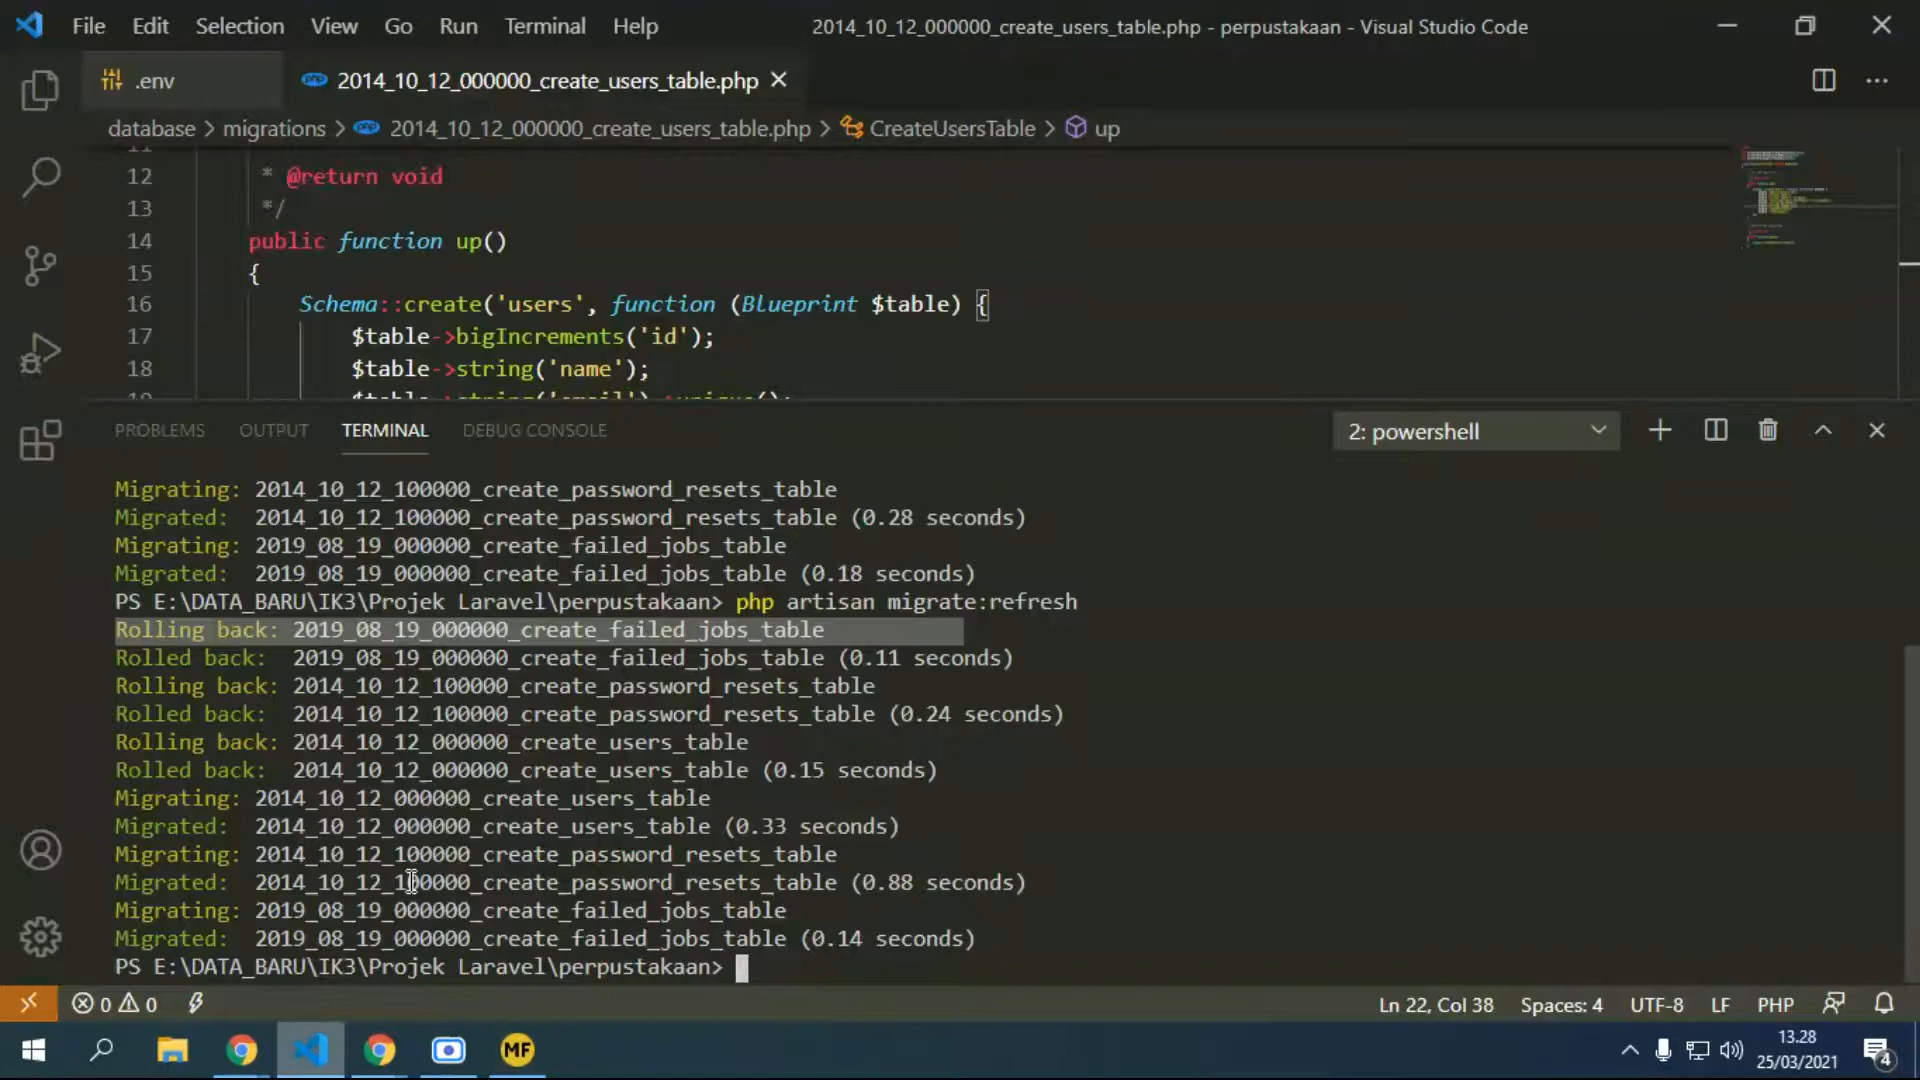 File Edit Selection View Go Run Terminal Help 2014_10_12_000000_create_users_table.php - perpustakaan - Visual Studio Code
.env 2014_10_12_000000_create_users_table.php
database > migrations > 2014_10_12_000000_create_users_table.php > CreateUsersTable > up
12 * @return void
13 */
14 public function up()
15 {
16 Schema::create('users', function (Blueprint $table) {
17 $table->bigIncrements('id');
18 $table->string('name');
19 $table->string('email')->unique();
PROBLEMS OUTPUT TERMINAL DEBUG CONSOLE 2: powershell
Migrating: 2014_10_12_100000_create_password_resets_table
Migrated: 2014_10_12_100000_create_password_resets_table (0.28 seconds)
Migrating: 2019_08_19_000000_create_failed_jobs_table
Migrated: 2019_08_19_000000_create_failed_jobs_table (0.18 seconds)
PS E:\DATA_BARU\IK3\Projek Laravel\perpustakaan> php artisan migrate:refresh
Rolling back: 2019_08_19_000000_create_failed_jobs_table
Rolled back: 2019_08_19_000000_create_failed_jobs_table (0.11 seconds)
Rolling back: 2014_10_12_100000_create_password_resets_table
Rolled back: 2014_10_12_100000_create_password_resets_table (0.24 seconds)
Rolling back: 2014_10_12_000000_create_users_table
Rolled back: 2014_10_12_000000_create_users_table (0.15 seconds)
Migrating: 2014_10_12_000000_create_users_table
Migrated: 2014_10_12_000000_create_users_table (0.33 seconds)
Migrating: 2014_10_12_100000_create_password_resets_table
Migrated: 2014_10_12_100000_create_password_resets_table (0.88 seconds)
Migrating: 2019_08_19_000000_create_failed_jobs_table
Migrated: 2019_08_19_000000_create_failed_jobs_table (0.14 seconds)
PS E:\DATA_BARU\IK3\Projek Laravel\perpustakaan>
0 0 Ln 22, Col 38 Spaces: 4 UTF-8 LF PHP
MF 13.28
25/03/2021 4